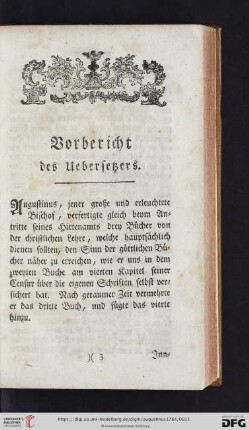 Vorbericht
des Uebersetzers.
Augustinus, jener große und erleuchtete
Bischof, verfertigte gleich beym An-
tritte seines Hirtenamts drey Bücher von
der christlichen Lehre, welche hauptsächlich
dienen sollten, den Sinn der göttlichen Bü-
cher näher zu erreichen, wie er uns in dem
zweyten Buche am vierten Kapitel seiner
Censur über die eigenen Schriften selbst ver-
sichert hat. Nach geraumer Zeit vermehrte
er das dritte Buch, und fügte das vierte
hinzu.
)( 3
Inn-
UNIVERSITÄTS-
BIBLIOTHEK
HEIDELBERG